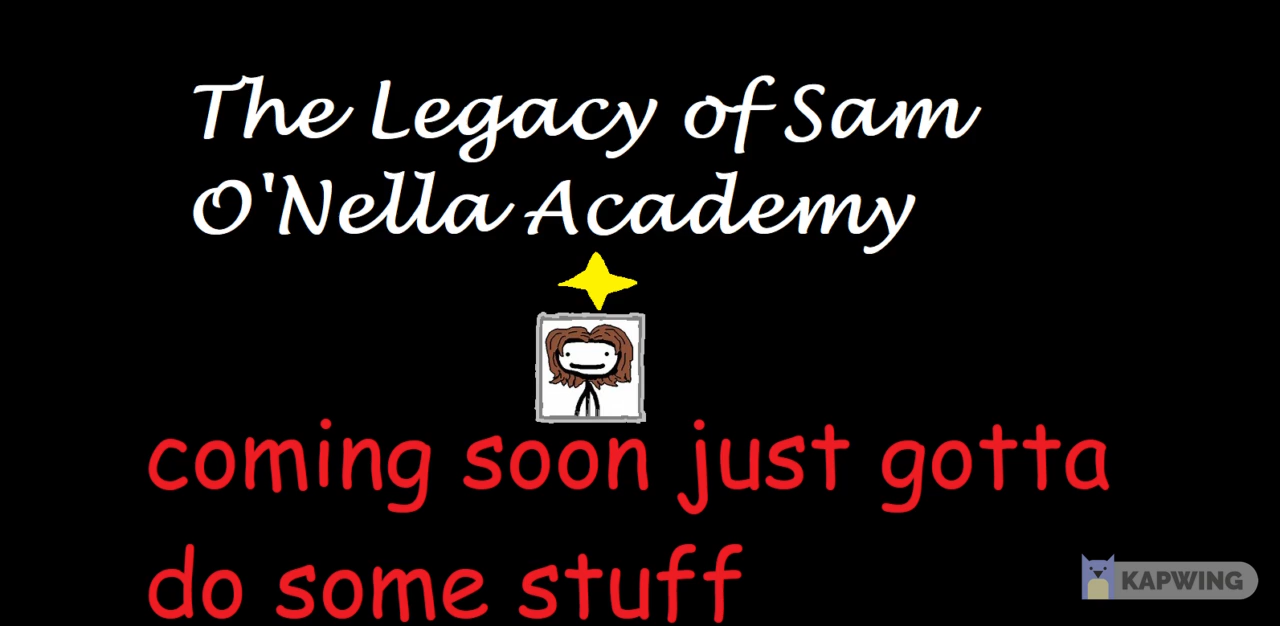 The Legacy of Sam
O'Nella Academy
coming soon just gotta
do some stuff
KAPWING